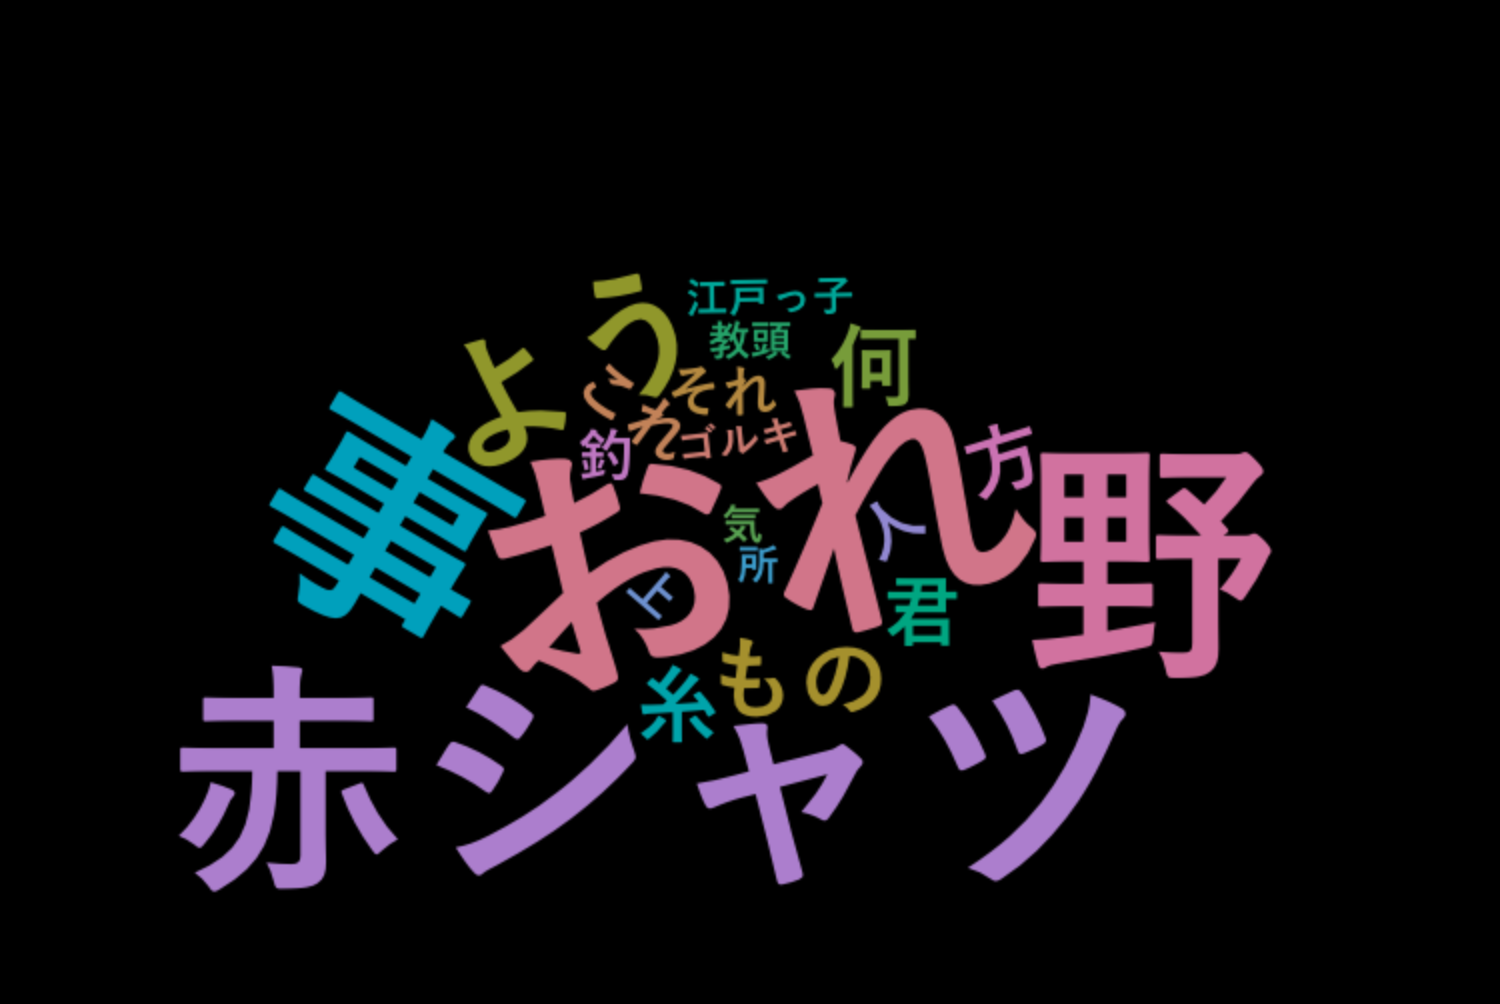 江戸っ子
よう
教頭
何
これ
それ
ゴルキ
釣
事
おれ
方
野
気
人
所
上
君
もの
糸
赤シャツ